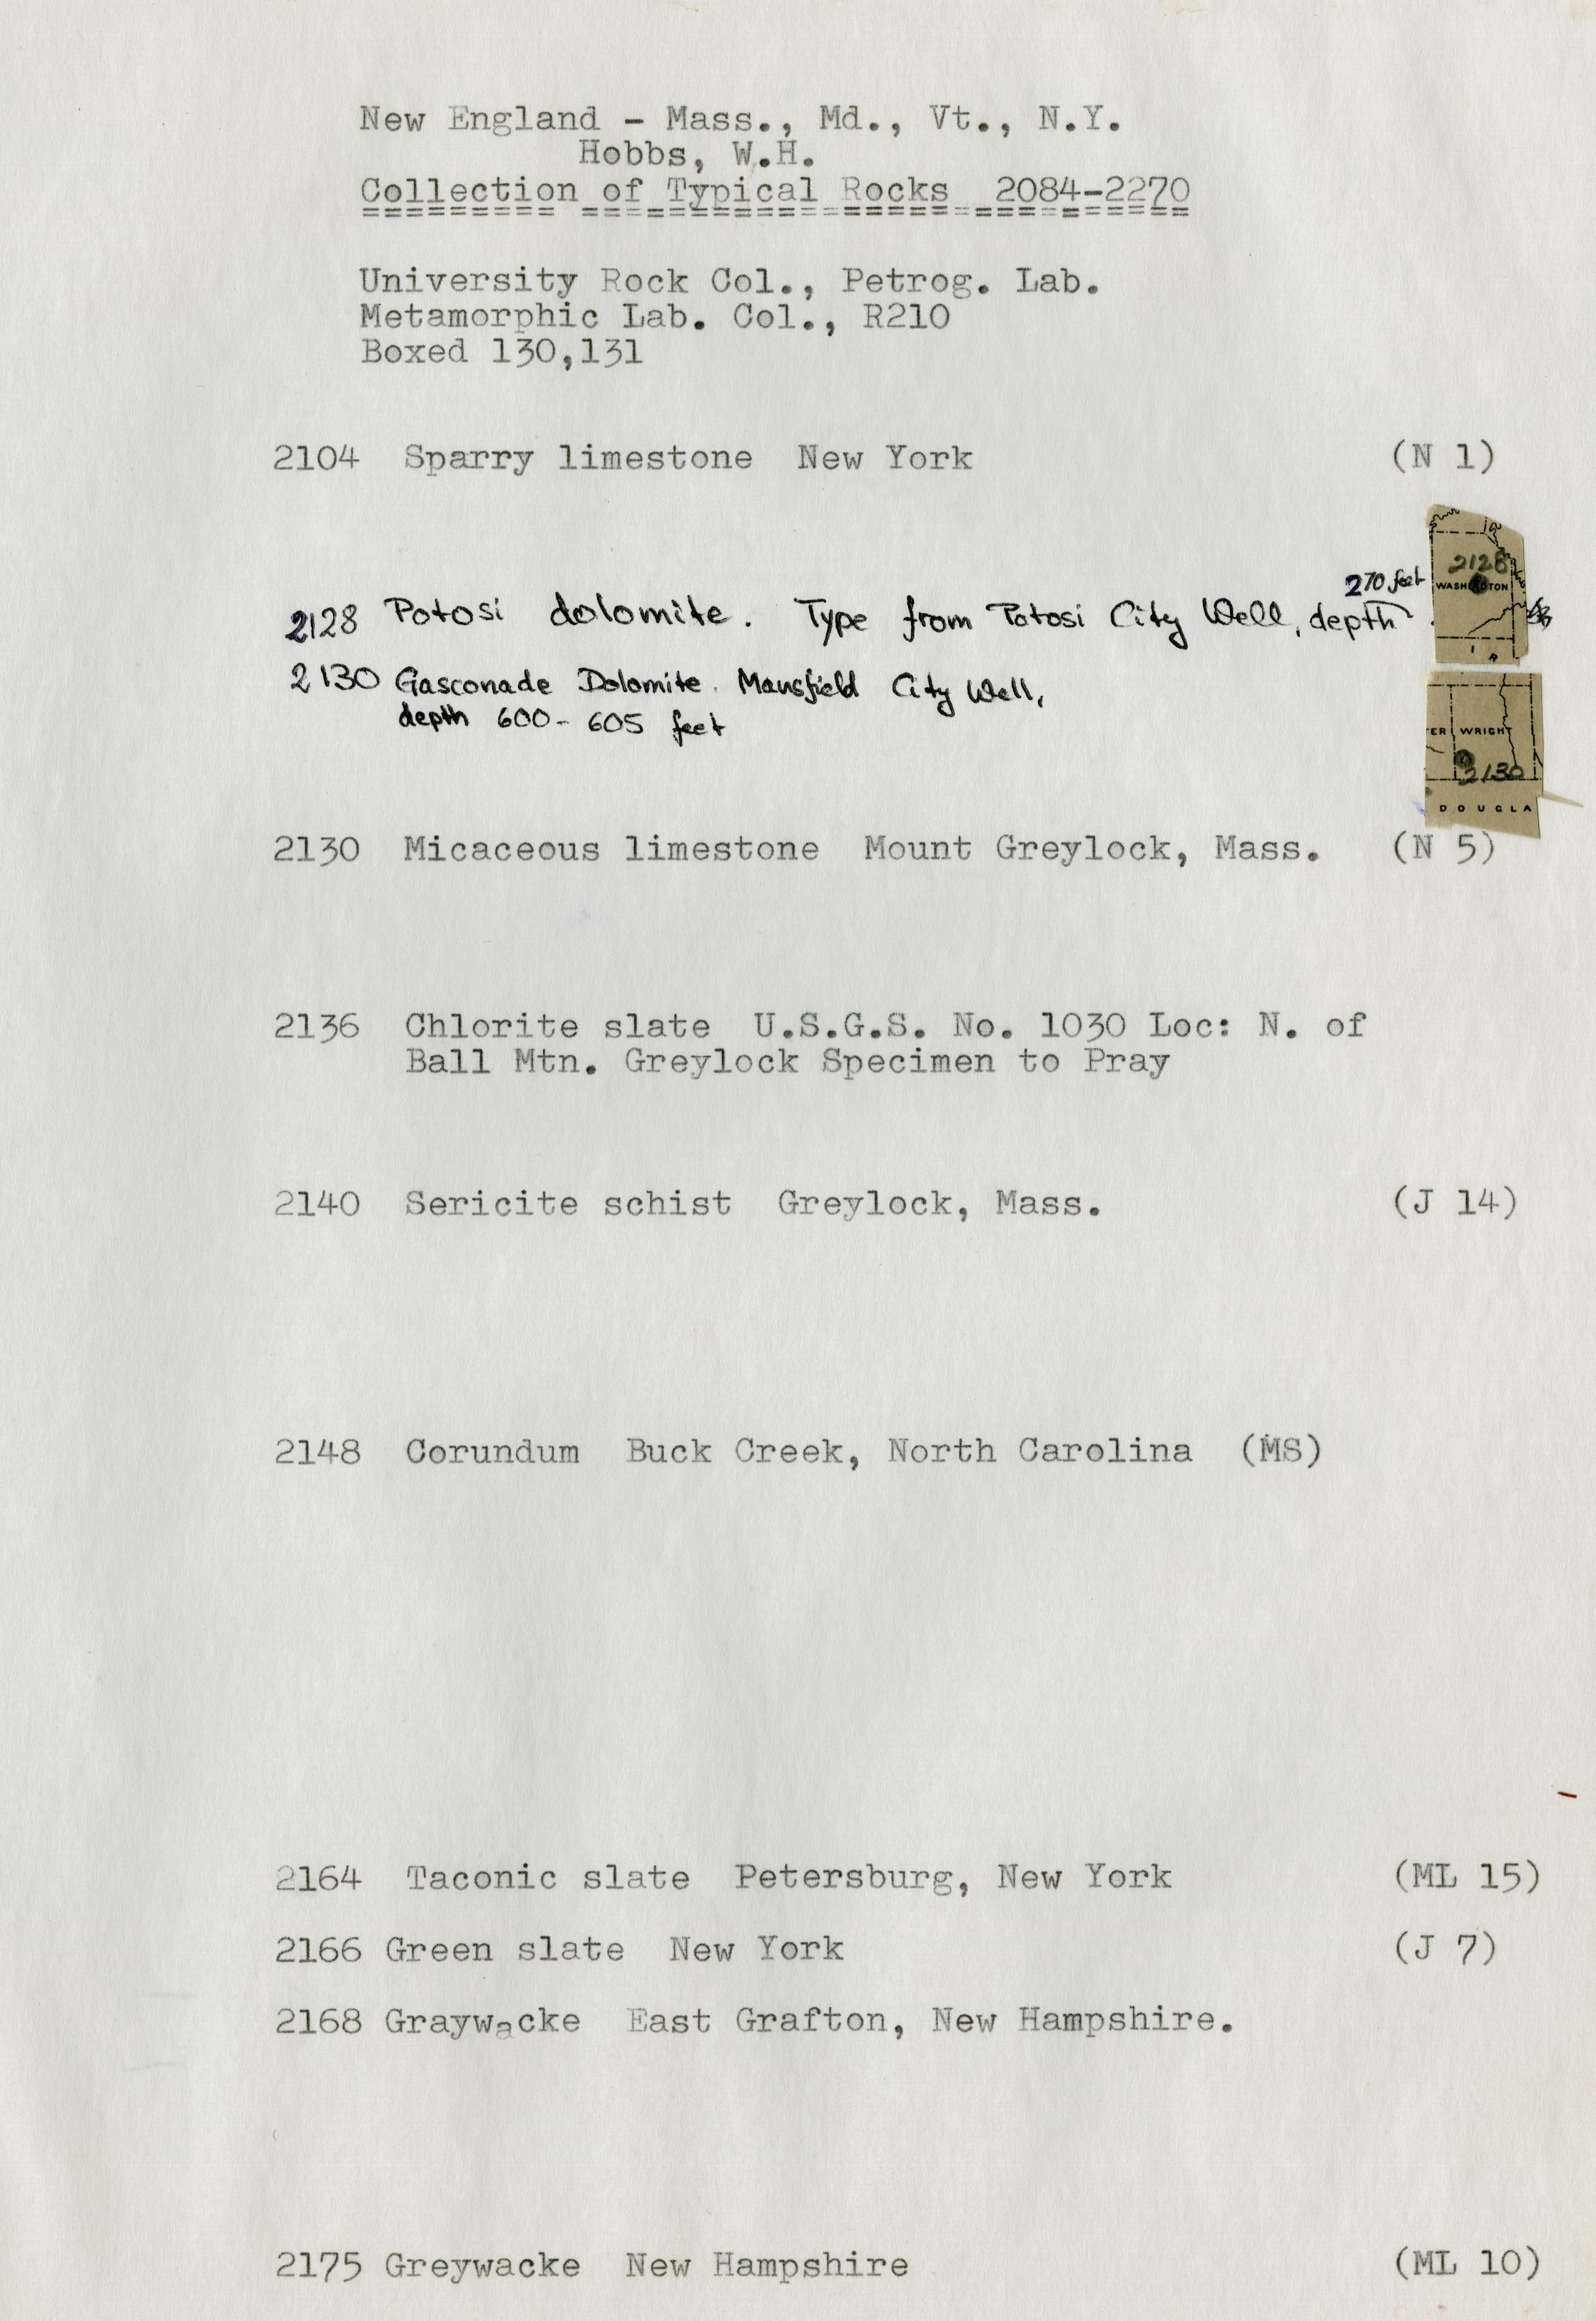 New England - Mass., Md., Vt., N.Y.
Hobbs, W.H.
Collection of Typical Rocks 2084-2270
University Rock Col., Petrog. Lab.
Metamorphic Lab. Col., R210
Boxed 130,131
2104 Sparry limestone New York (N 1)
270 feet
2128 Potosi dolomite. Type from Potosi City Well, depth
2128
WASHINGTON
2130 Gasconade Dolomite. Mansfield City Well,
depth 600-605 feet
WRIGHT
2130
DOUGLA
2130 Micaceous limestone Mount Greylock, Mass. (N 5)
2136 Chlorite slate U.S.G.S. No. 1030 Loc: N. of
Ball Mtn. Greylock Specimen to Pray
2140 Sericite schist Greylock, Mass. (J 14)
2148 Corundum Buck Creek, North Carolina (MS)
2164 Taconic slate Petersburg, New York (ML 15)
2166 Green slate New York (J 7)
2168 Graywacke East Grafton, New Hampshire.
2175 Greywacke New Hampshire (ML 10)